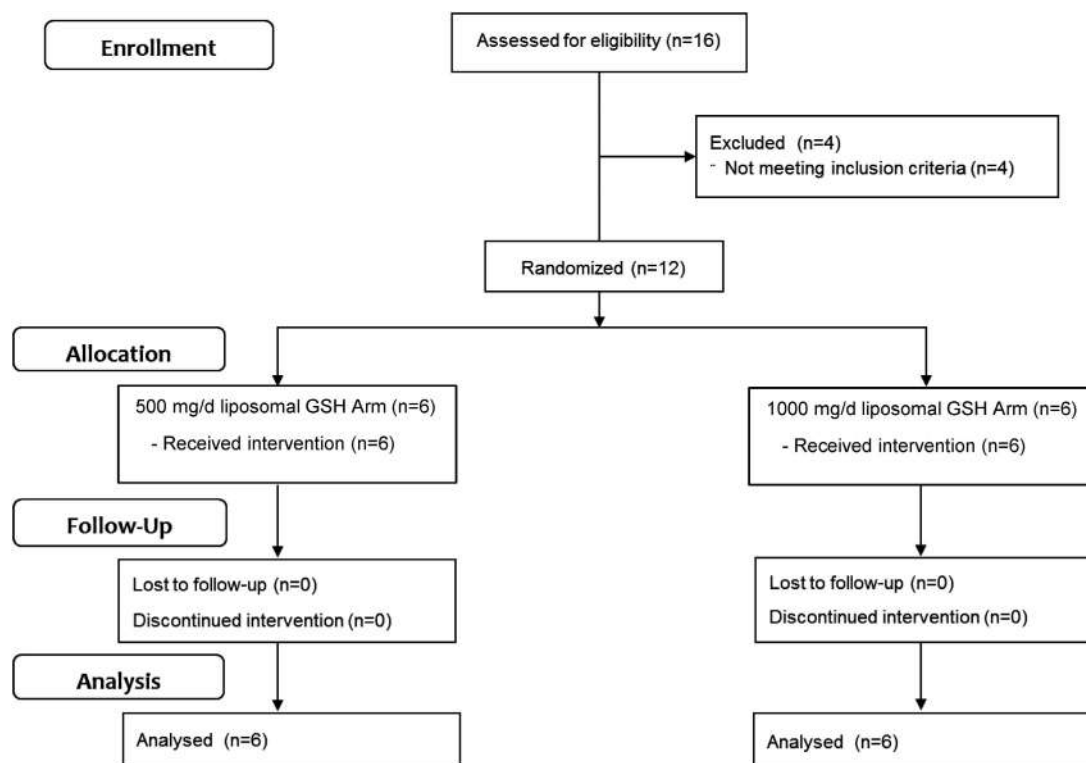 Enrollment
Assessed for eligibility (n=16)
Excluded (n=4)
- Not meeting inclusion criteria (n=4)
Randomized (n=12)
Allocation
500 mg/d liposomal GSH Arm (n=6)
- Received intervention (n=6)
1000 mg/d liposomal GSH Arm (n=6)
- Received intervention (n=6)
Follow-Up
Lost to follow-up (n=0)
Discontinued intervention (n=0)
Lost to follow-up (n=0)
Discontinued intervention (n=0)
Analysis
Analysed (n=6)
Analysed (n=6)